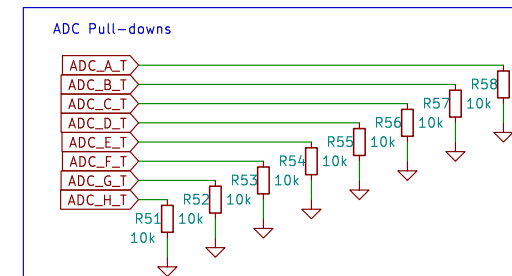 ADC Pull-downs
ADC_A_T
ADC_B_T
ADC_C_T
ADC_D_T
ADC_E_T
ADC_F_T
ADC_G_T
ADC_H_T
R58
10k
R57
10k
R56
10k
R55
10k
R54
10k
R53
10k
R52
10k
R51
10k